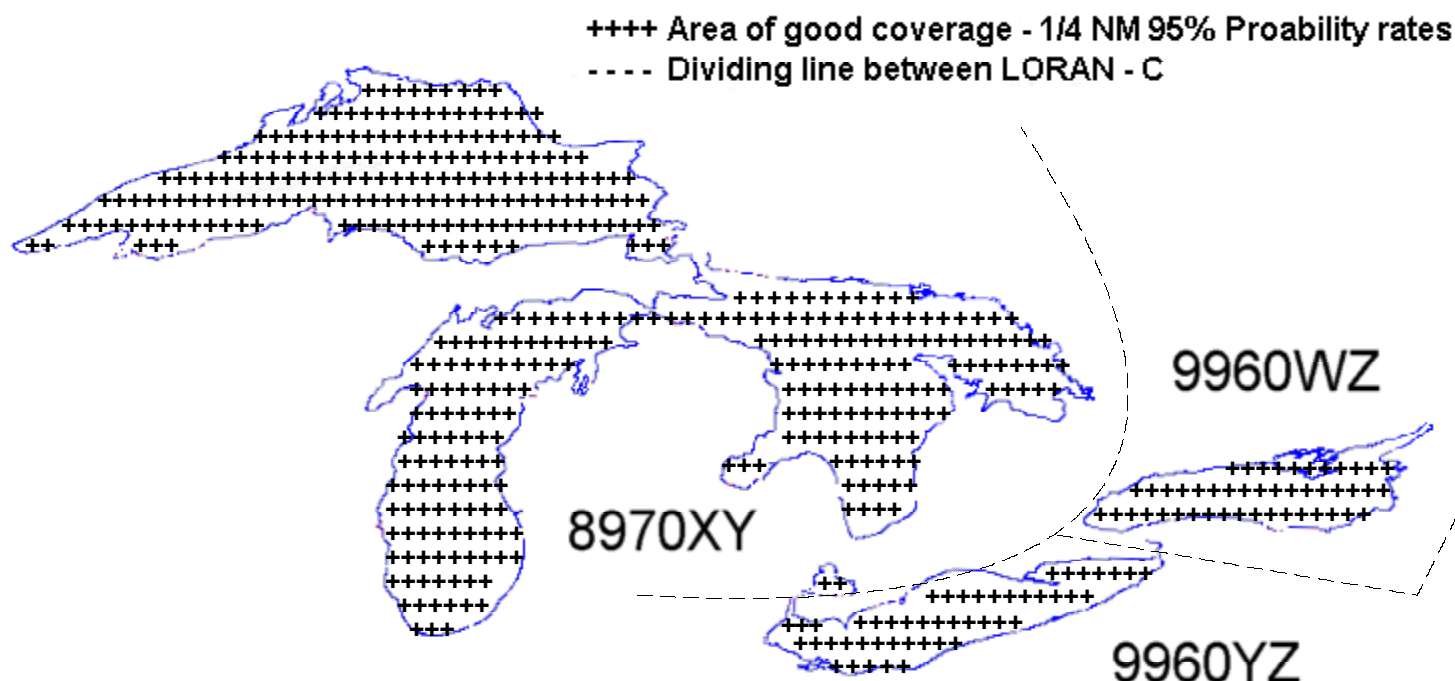 ++++ Area of good coverage - 1/4 NM 95% Proability rates
---- Dividing line between LORAN - C
9960WZ
8970XY
9960YZ